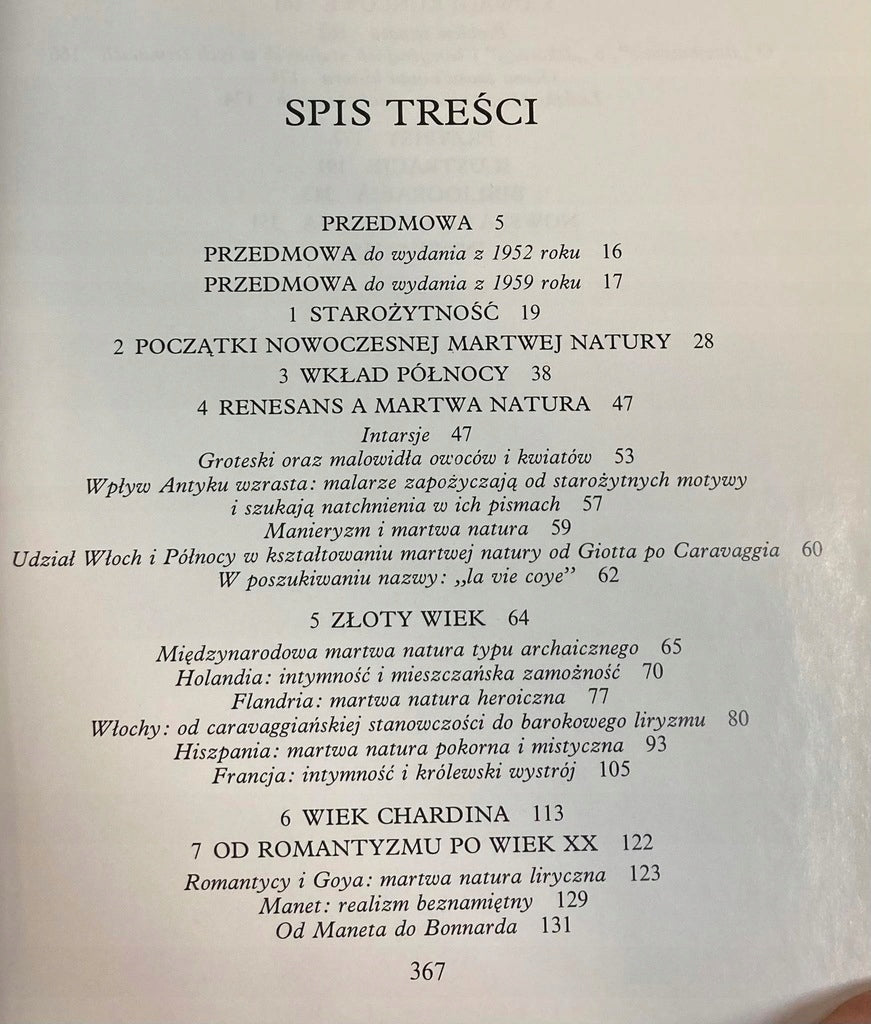 SPIS TREŚCI
PRZEDMOWA 5
PRZEDMOWA do wydania z 1952 roku 16
PRZEDMOWA do wydania z 1959 roku 17
1 STAROŻYTNOŚĆ 19
2 POCZĄTKI NOWOCZESNEJ MARTWEJ NATURY 28
3 WKŁAD PÓŁNOCY 38
4 RENESANS A MARTWA NATURA 47
Intarsje 47
Groteski oraz malowidła owoców i kwiatów 53
Wpływ Antyku wzrasta: malarze zapożyczają od starożytnych motywy
i szukają natchnienia w ich pismach 57
Manieryzm i martwa natura 59
Udział Włoch i Północy w kształtowaniu martwej natury od Giotta po Caravaggia 60
W poszukiwaniu nazwy: „la vie coye” 62
5 ZŁOTY WIEK 64
Międzynarodowa martwa natura typu archaicznego 65
Holandia: intymność i mieszczańska zamożność 70
Flandria: martwa natura heroiczna 77
Włochy: od caravaggiańskiej stanowczości do barokowego liryzmu 80
Hiszpania: martwa natura pokorna i mistyczna 93
Francja: intymność i królewski wystrój 105
6 WIEK CHARDINA 113
7 OD ROMANTYZMU PO WIEK XX 122
Romantycy i Goya: martwa natura liryczna 123
Manet: realizm beznamiętny 129
Od Maneta do Bonnarda 131
367